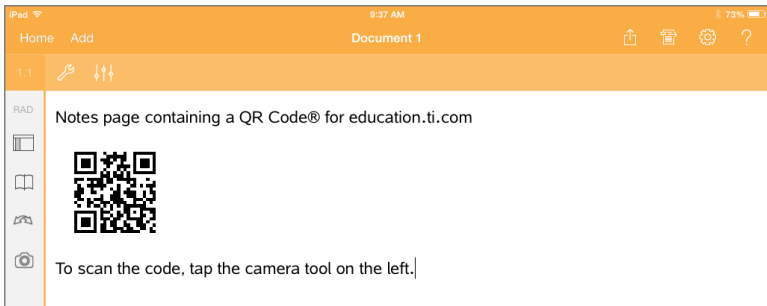 iPad 9:37 AM 73%
Home Add Document 1 ?
1.1
RAD
Notes page containing a QR Code® for education.ti.com
To scan the code, tap the camera tool on the left.